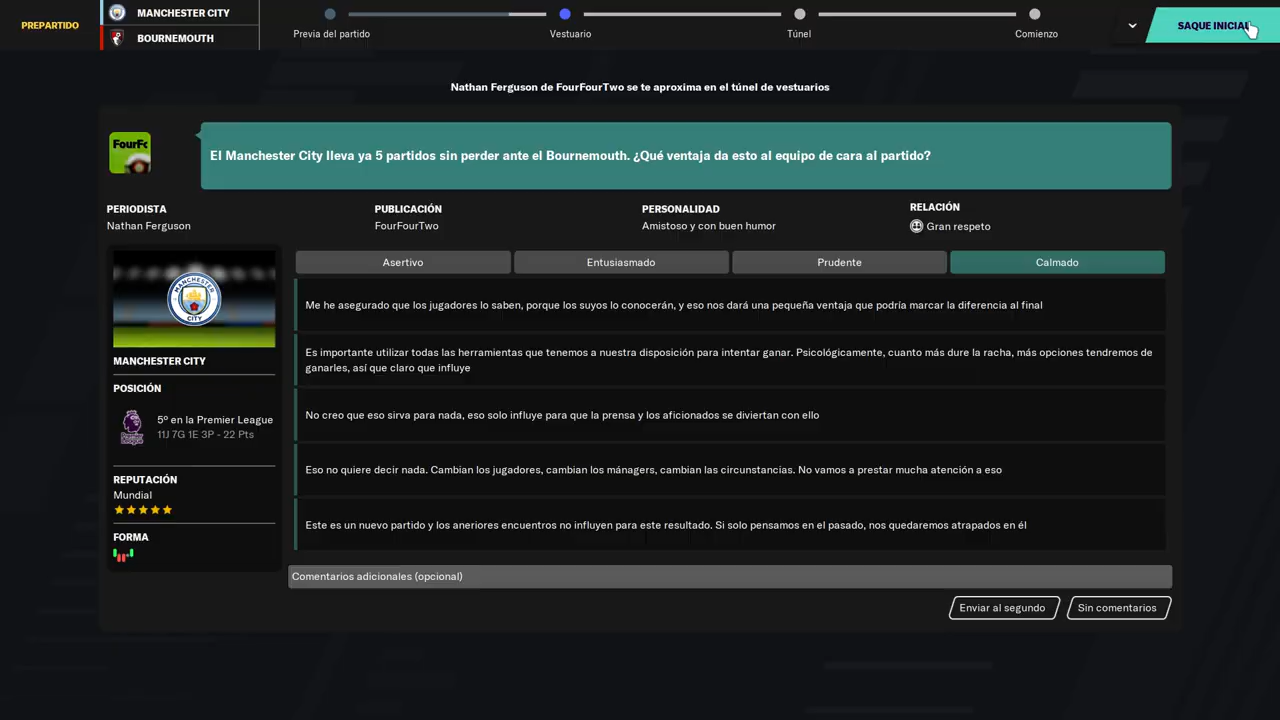 PREPARTIDO
MANCHESTER CITY
BOURNEMOUTH
Previa del partido
Vestuario
Túnel
Comienzo
SAQUE INICIAL
Nathan Ferguson de FourFourTwo se te aproxima en el túnel de vestuarios
El Manchester City lleva ya 5 partidos sin perder ante el Bournemouth. ¿Qué ventaja da esto al equipo de cara al partido?
PERIODISTA
Nathan Ferguson
PUBLICACIÓN
FourFourTwo
PERSONALIDAD
Amistoso y con buen humor
RELACIÓN
Gran respeto
MANCHESTER CITY
POSICIÓN
5º en la Premier League
11J 7G 1E 3P - 22 Pts
REPUTACIÓN
Mundial
FORMA
Asertivo
Entusiasmado
Prudente
Calmado
Me he asegurado que los jugadores lo saben, porque los suyos lo conocerán, y eso nos dará una pequeña ventaja que podría marcar la diferencia al final
Es importante utilizar todas las herramientas que tenemos a nuestra disposición para intentar ganar. Psicológicamente, cuanto más dure la racha, más opciones tendremos de
ganarles, así que claro que influye
No creo que eso sirva para nada, eso solo influye para que la prensa y los aficionados se diviertan con ello
Eso no quiere decir nada. Cambian los jugadores, cambian los mánagers, cambian las circunstancias. No vamos a prestar mucha atención a eso
Este es un nuevo partido y los aneriores encuentros no influyen para este resultado. Si solo pensamos en el pasado, nos quedaremos atrapados en él
Comentarios adicionales (opcional)
Enviar al segundo
Sin comentarios